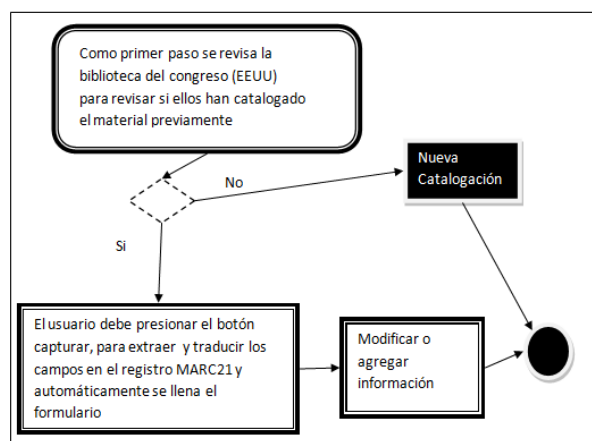 Como primer paso se revisa la
biblioteca del congreso (EEUU)
para revisar si ellos han catalogado
el material previamente
No
Nueva
Catalogación
Si
El usuario debe presionar el botón
capturar, para extraer y traducir los
campos en el registro MARC21 y
automáticamente se llena el
formulario
Modificar o
agregar
información